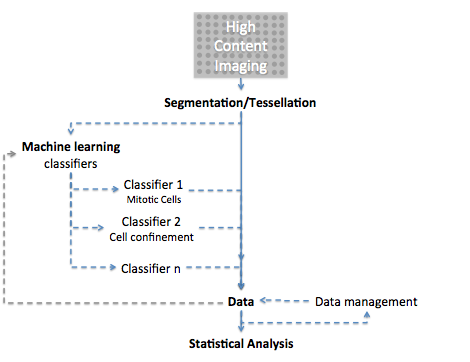 High
Content
Imaging
Segmentation/Tessellation
Machine learning
classifiers
Classifier 1
Mitotic Cells
Classifier 2
Cell confinement
Classifier n
Data
Data management
Statistical Analysis